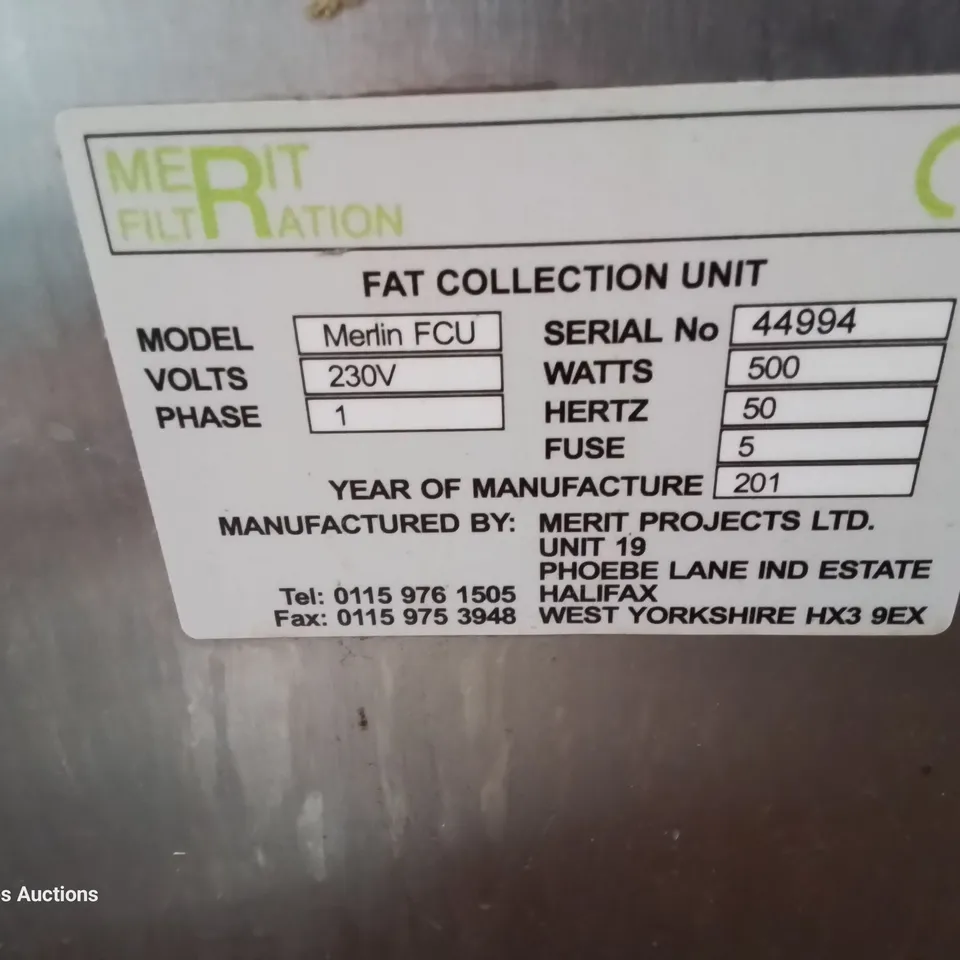 MERIT
FILTRATION
FAT COLLECTION UNIT
MODEL Merlin FCU SERIAL No 44994
VOLTS 230V WATTS 500
PHASE 1 HERTZ 50
FUSE 5
YEAR OF MANUFACTURE 201
MANUFACTURED BY: MERIT PROJECTS LTD.
UNIT 19
PHOEBE LANE IND ESTATE
Tel: 0115 976 1505 HALIFAX
Fax: 0115 975 3948 WEST YORKSHIRE HX3 9EX
s Auctions